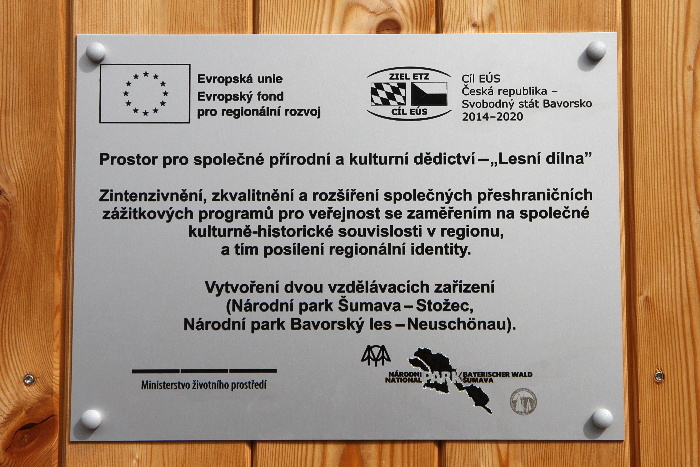 Evropská unie
Evropský fond
pro regionální rozvoj
ZIEL ETZ
CÍL EÚS
Cíl EÚS
Česká republika –
Svobodný stát Bavorsko
2014–2020
Prostor pro společné přírodní a kulturní dědictví – „Lesní dílna”
Zintenzivnění, zkvalitnění a rozšíření společných přeshraničních
zážitkových programů pro veřejnost se zaměřením na společné
kulturně-historické souvislosti v regionu,
a tím posílení regionální identity.
Vytvoření dvou vzdělávacích zařízení
(Národní park Šumava – Stožec,
Národní park Bavorský les – Neuschönau).
Ministerstvo životního prostředí
NÁRODNÍ PARK BAYERISCHER WALD
NATIONAL ŠUMAVA